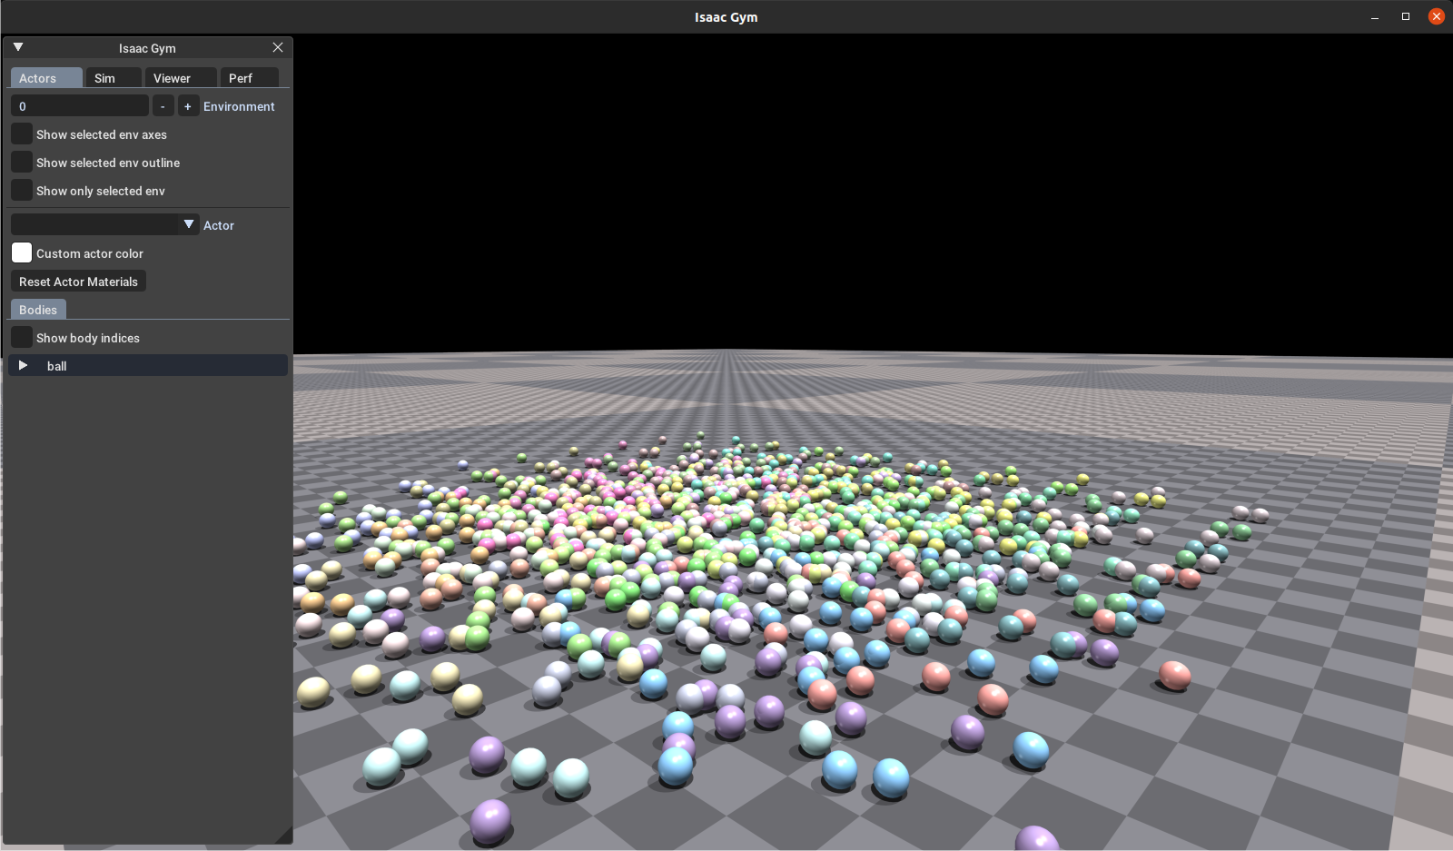 Isaac Gym
Isaac Gym
Actors Sim Viewer Perf
0 - + Environment
Show selected env axes
Show selected env outline
Show only selected env
Actor
Custom actor color
Reset Actor Materials
Bodies
Show body indices
ball